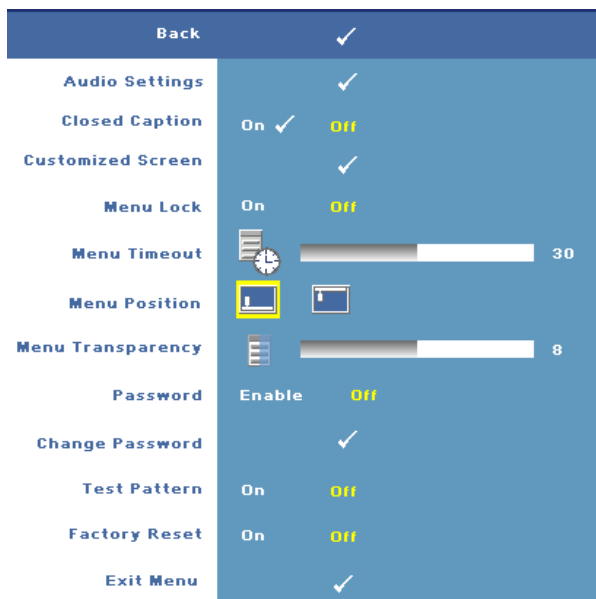 Back
Audio Settings
Closed Caption On Off
Customized Screen
Menu Lock On Off
Menu Timeout 30
Menu Position
Menu Transparency 8
Password Enable Off
Change Password
Test Pattern On Off
Factory Reset On Off
Exit Menu